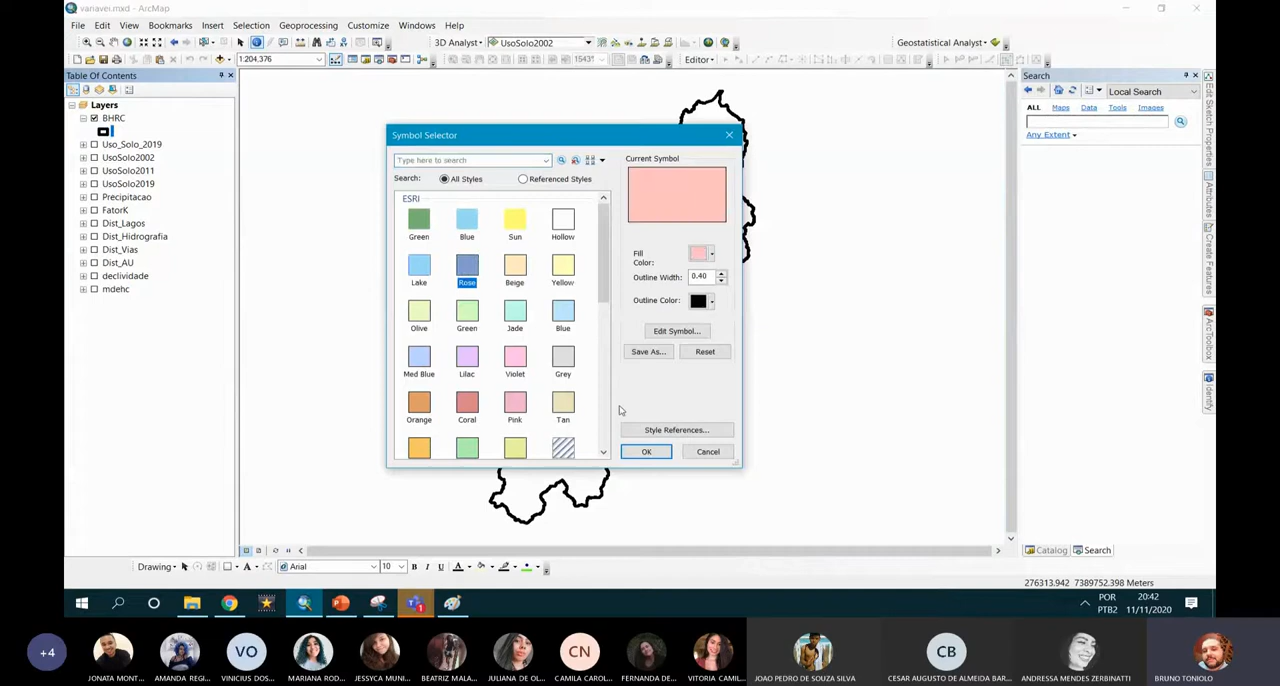 variavei.mxd - ArcMap
File Edit View Bookmarks Insert Selection Geoprocessing Customize Windows Help
3D Analyst UsoSolo2002 Geostatistical Analyst
1:204.376 Editor
Table Of Contents
Layers
BHRC
Uso_Solo_2019
UsoSolo2002
UsoSolo2011
UsoSolo2019
Precipitacao
FatorK
Dist_Lagos
Dist_Hidrografia
Dist_Vias
Dist_AU
declividade
mdehc
Symbol Selector
Type here to search
Search: All Styles Referenced Styles
ESRI
Green Blue Sun Hollow
Lake Rose Beige Yellow
Olive Green Jade Blue
Med Blue Lilac Violet Grey
Orange Coral Pink Tan
Current Symbol
Fill Color:
Outline Width: 0.40
Outline Color:
Edit Symbol...
Save As... Reset
Style References...
OK Cancel
Search
Local Search
ALL Maps Data Tools Images
Any Extent
Edit Sketch Properties
Attributes
Create Features
ArcToolbox
Identify
Catalog Search
Drawing Arial 10 B I U A
276313.942 7389752.398 Meters
POR
PTB2
20:42
11/11/2020
+4
VO
CN
CB
JONATA MONT...
AMANDA REGI...
VINICIUS DOS...
MARIANA ROD...
JESSYCA MUNI...
BEATRIZ MALA...
JULIANA DE OL...
CAMILA CAROL...
FERNANDA DE...
VITORIA CAMIL...
JOAO PEDRO DE SOUZA SILVA
CESAR AUGUSTO DE ALMEIDA BAR...
ANDRESSA MENDES ZERBINATTI
BRUNO TONIOLO